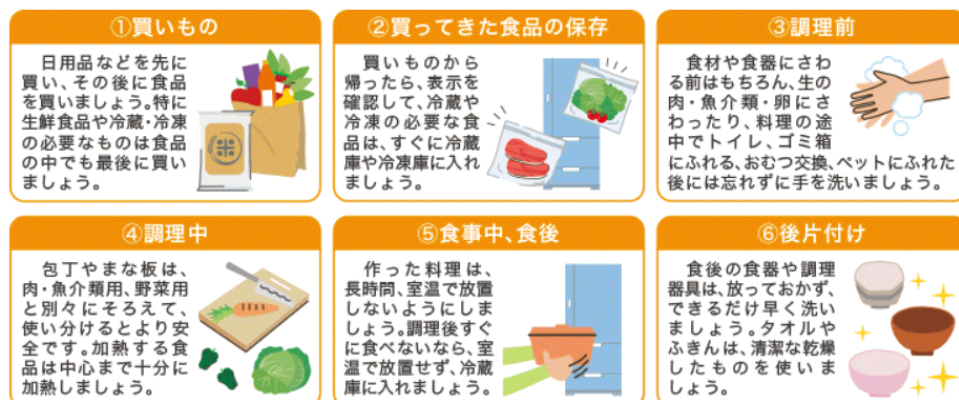 ①買いもの
日用品などを先に
買い、その後に食品
を買いましょう。特に
生鮮食品や冷蔵・冷凍
の必要なものは食品
の中でも最後に買い
ましょう。
②買ってきた食品の保存
買いものから
帰ったら、表示を
確認して、冷蔵や
冷凍の必要な食
品は、すぐに冷蔵
庫や冷凍庫に入れ
ましょう。
③調理前
食材や食器にさわ
る前はもちろん、生の
肉・魚介類・卵にさ
わったり、料理の途
中でトイレ、ゴミ箱
にふれる、おむつ交換、ペットにふれた
後には忘れずに手を洗いましょう。
④調理中
包丁やまな板は、
肉・魚介類用、野菜用
と別々にそろえて、
使い分けるとより安
全です。加熱する食
品は中心まで十分に
加熱しましょう。
⑤食事中、食後
作った料理は、
長時間、室温で放置
しないようにしま
しょう。調理後すぐ
に食べないなら、室
温で放置せず、冷蔵
庫に入れましょう。
⑥後片付け
食後の食器や調理
器具は、放っておかず、
できるだけ早く洗い
ましょう。タオルや
ふきんは、清潔な乾燥
したものを使いま
しょう。